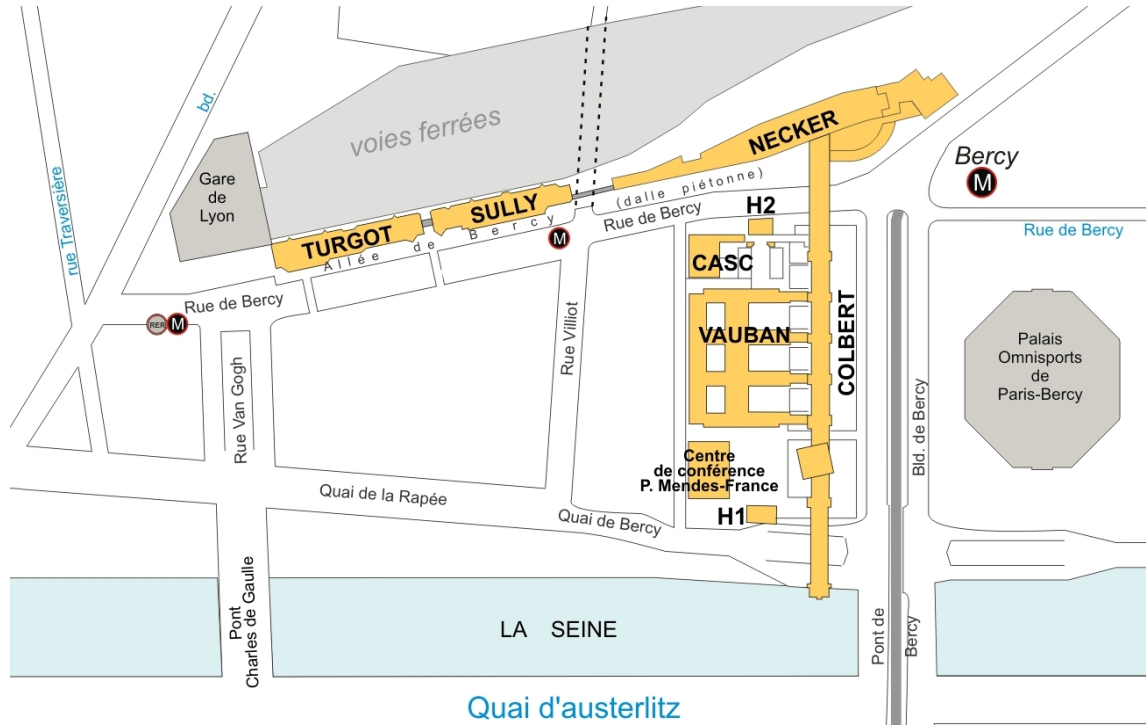 bd.
rue Traversière
voies ferrées
Gare
de
Lyon
NECKER
(dalle piétonne)
Bercy
M
SULLY
TURGOT
Allée de Bercy
M
Rue de Bercy
H2
Rue de Bercy
CASC
Rue de Bercy
RER
M
VAUBAN
COLBERT
Palais
Omnisports
de
Paris-Bercy
Rue Villiot
Rue Van Gogh
Bld. de Bercy
Centre
de conférence
P. Mendes-France
Quai de la Rapée
Quai de Bercy
H1
Pont
Charles de Gaulle
LA SEINE
Pont de
Bercy
Quai d'austerlitz